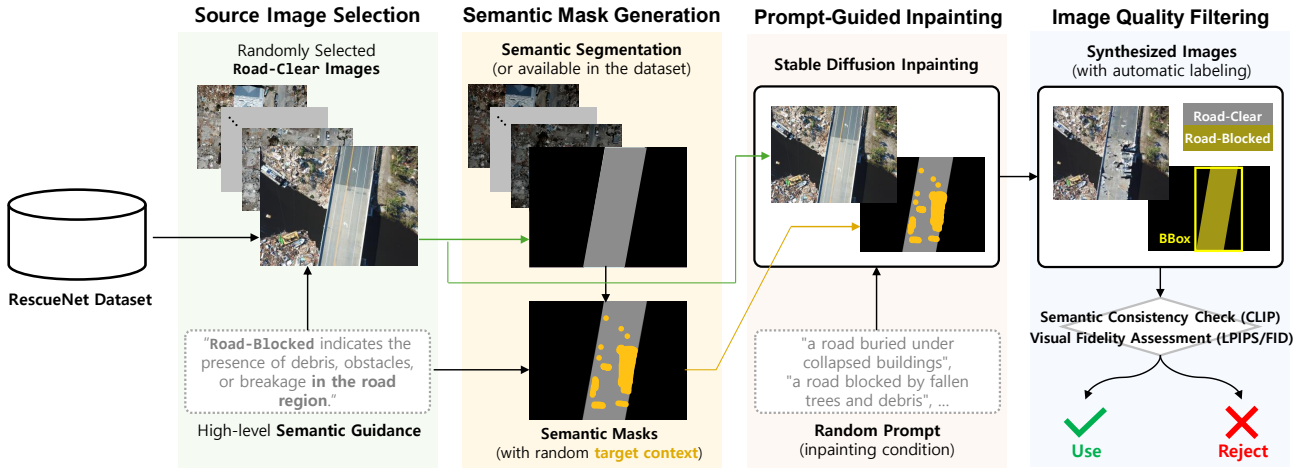 Source Image Selection
Semantic Mask Generation
Prompt-Guided Inpainting
Image Quality Filtering
Randomly Selected
Road-Clear Images
Semantic Segmentation
(or available in the dataset)
Stable Diffusion Inpainting
Synthesized Images
(with automatic labeling)
Road-Clear
Road-Blocked
BBox
RescueNet Dataset
"Road-Blocked indicates the
presence of debris, obstacles,
or breakage in the road
region."
High-level Semantic Guidance
Semantic Masks
(with random target context)
"a road buried under
collapsed buildings",
"a road blocked by fallen
trees and debris", ...
Random Prompt
(inpainting condition)
Semantic Consistency Check (CLIP)
Visual Fidelity Assessment (LPIPS/FID)
Use
Reject